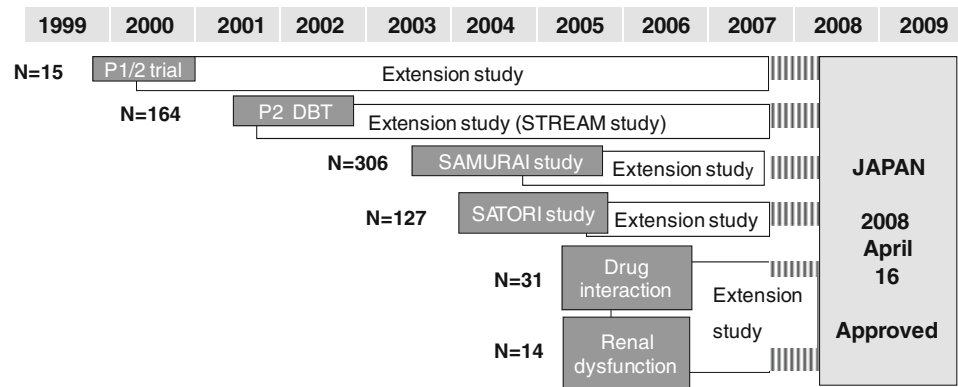 1999 2000 2001 2002 2003 2004 2005 2006 2007 2008 2009
N=15 P1/2 trial Extension study
N=164 P2 DBT Extension study (STREAM study)
N=306 SAMURAI study Extension study
N=127 SATORI study Extension study
N=31 Drug
interaction
N=14 Renal
dysfunction
Extension
study
JAPAN
2008
April
16
Approved